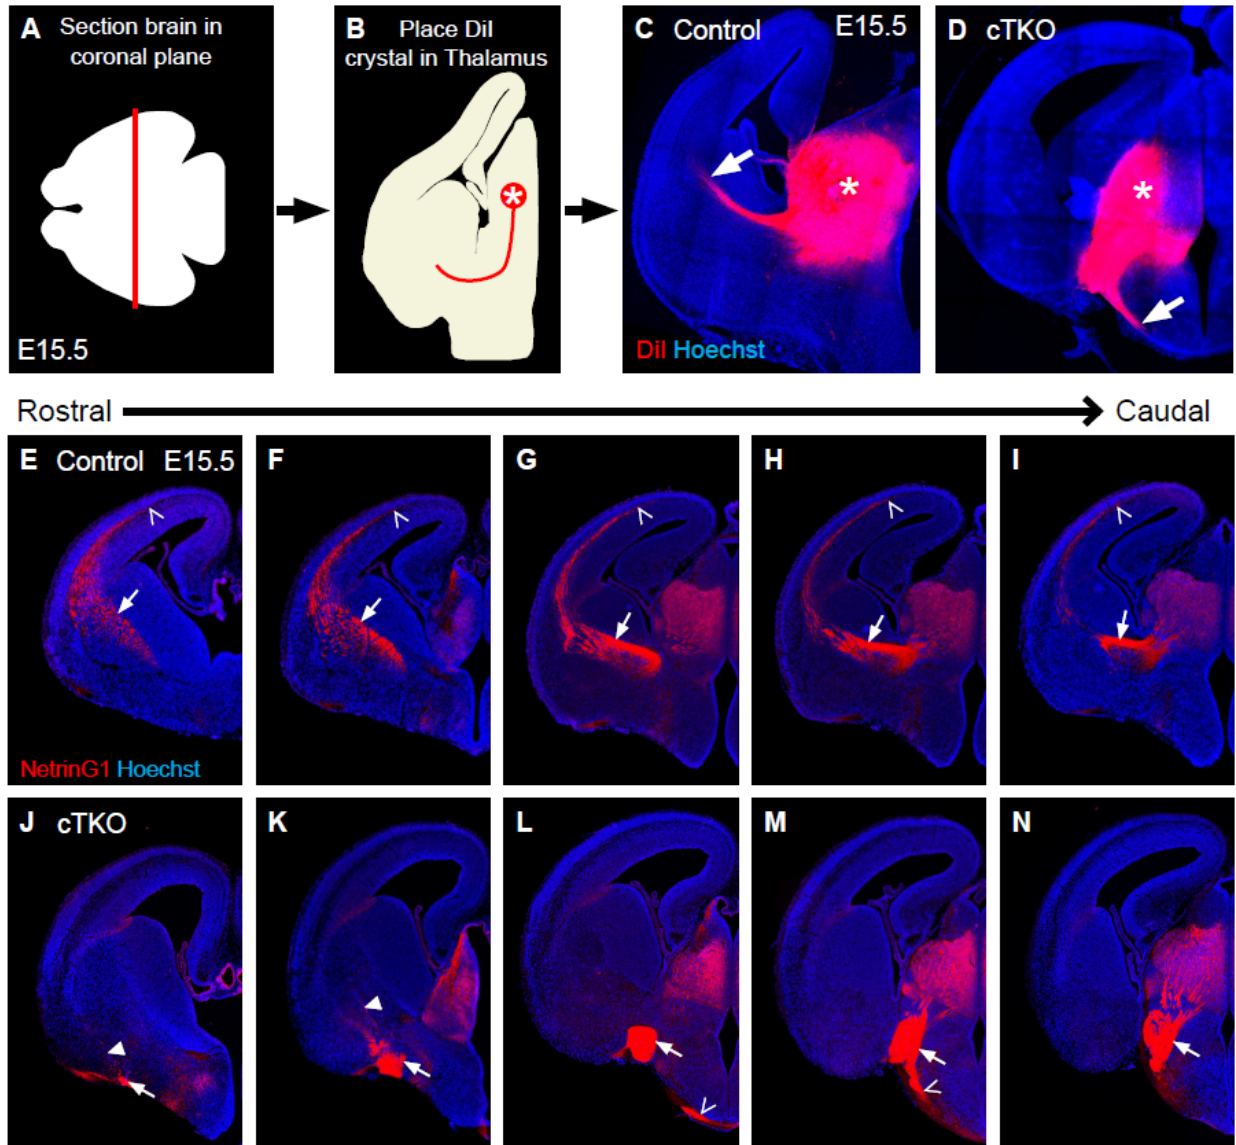 A Section brain in
coronal plane
E15.5
B Place DiI
crystal in Thalamus
*
C Control E15.5
*
DiI Hoechst
D cTKO
*
Rostral Caudal
E Control E15.5
NetrinG1 Hoechst
F
G
H
I
J cTKO
K
L
M
N